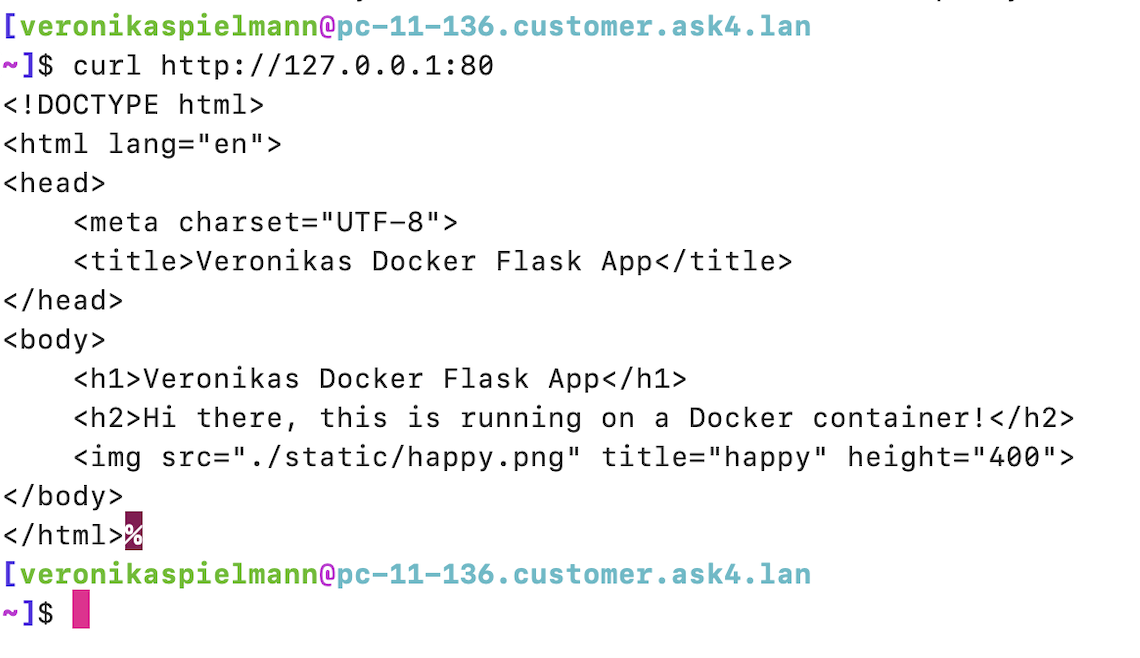 [veronikaspielmann@pc-11-136.customer.ask4.lan
~]$ curl http://127.0.0.1:80
<!DOCTYPE html>
<html lang="en">
<head>
    <meta charset="UTF-8">
    <title>Veronikas Docker Flask App</title>
</head>
<body>
    <h1>Veronikas Docker Flask App</h1>
    <h2>Hi there, this is running on a Docker container!</h2>
    <img src="./static/happy.png" title="happy" height="400">
</body>
</html>%
[veronikaspielmann@pc-11-136.customer.ask4.lan
~]$